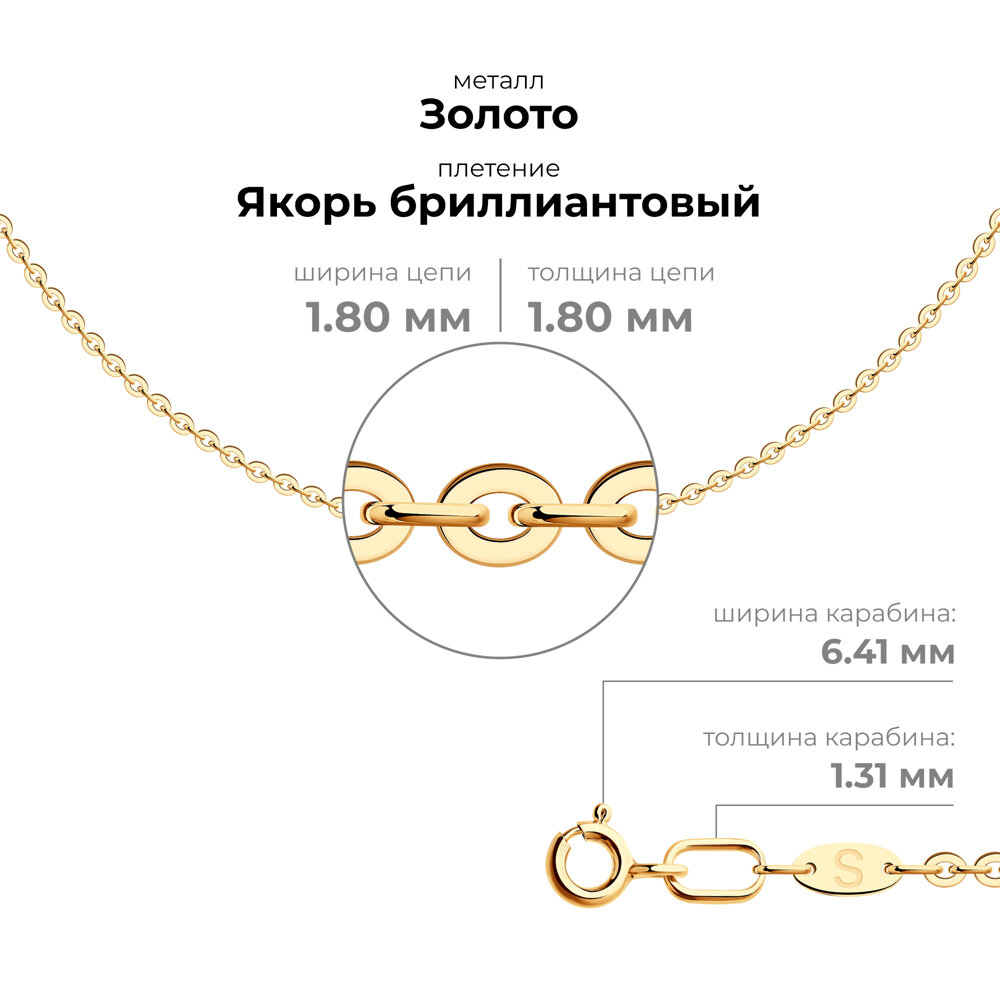 металл
Золото
плетение
Якорь бриллиантовый
ширина цепи
1.80 мм
толщина цепи
1.80 мм
ширина карабина:
6.41 мм
толщина карабина:
1.31 мм
S